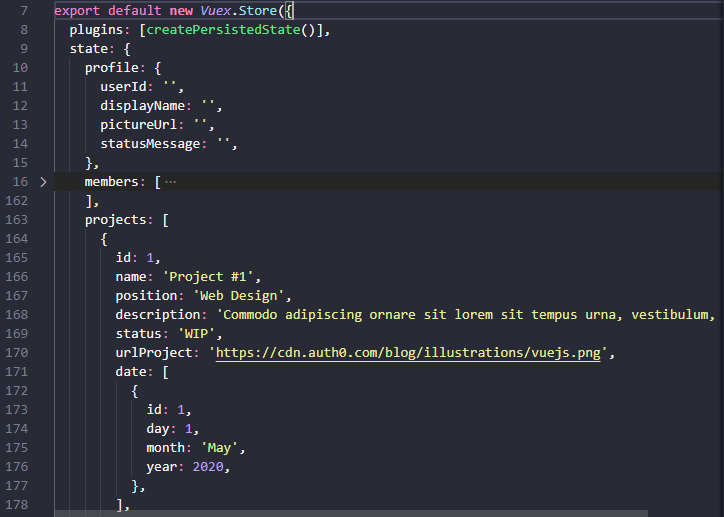 7 export default new Vuex.Store({
8 plugins: [createPersistedState()],
9 state: {
10 profile: {
11 userId: '',
12 displayName: '',
13 pictureUrl: '',
14 statusMessage: '',
15 },
16 > members: [ ···
162 ],
163 projects: [
164 {
165 id: 1,
166 name: 'Project #1',
167 position: 'Web Design',
168 description: 'Commodo adipiscing ornare sit lorem sit tempus urna, vestibulum,
169 status: 'WIP',
170 urlProject: 'https://cdn.auth0.com/blog/illustrations/vuejs.png',
171 date: [
172 {
173 id: 1,
174 day: 1,
175 month: 'May',
176 year: 2020,
177 },
178 ],